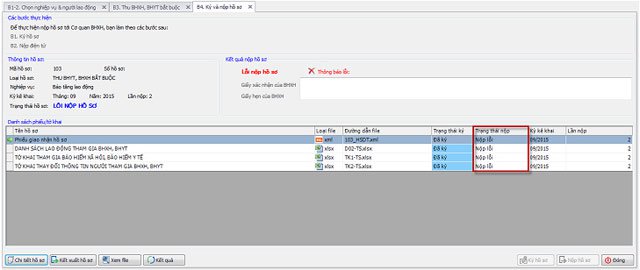 B1-2. Chọn nghiệp vụ & người lao động
B3. Thu BHXH, BHYT bắt buộc
B4. Ký và nộp hồ sơ
Các bước thực hiện
Để thực hiện nộp hồ sơ tới Cơ quan BHXH, bạn làm theo các bước sau:
B1. Ký hồ sơ
B2. Nộp điện tử
Thông tin hồ sơ
Mã hồ sơ: 103 Số hồ sơ:
Loại hồ sơ: THU BHYT, BHXH BẮT BUỘC
Nghiệp vụ: Báo tăng lao động
Kỳ kê khai: Tháng: 09 Năm: 2015 Lần nộp: 2
Trạng thái hồ sơ: LỖI NỘP HỒ SƠ
Kết quả nộp hồ sơ
Lỗi nộp hồ sơ Thông báo lỗi:
Giấy xác nhận của BHXH
Giấy hẹn của BHXH
Danh sách phiếu/tờ khai
Tên hồ sơ Loại file Đường dẫn file Trạng thái ký Trạng thái nộp Kỳ kê khai Lần nộp
Phiếu giao nhận hồ sơ xml 103_HSDT.xml Đã ký Nộp lỗi 09/2015 2
DANH SÁCH LAO ĐỘNG THAM GIA BHXH, BHYT xlsx D02-TS.xlsx Đã ký Nộp lỗi 09/2015 2
TỜ KHAI THAM GIA BẢO HIỂM XÃ HỘI, BẢO HIỂM Y TẾ xlsx TK1-TS.xlsx Đã ký Nộp lỗi 09/2015 2
TỜ KHAI THAY ĐỔI THÔNG TIN NGƯỜI THAM GIA BHXH, BHYT xlsx TK2-TS.xlsx Đã ký Nộp lỗi 09/2015 2
Chi tiết hồ sơ Kết xuất hồ sơ Xem file Kết quả Ký hồ sơ Nộp hồ sơ Đóng